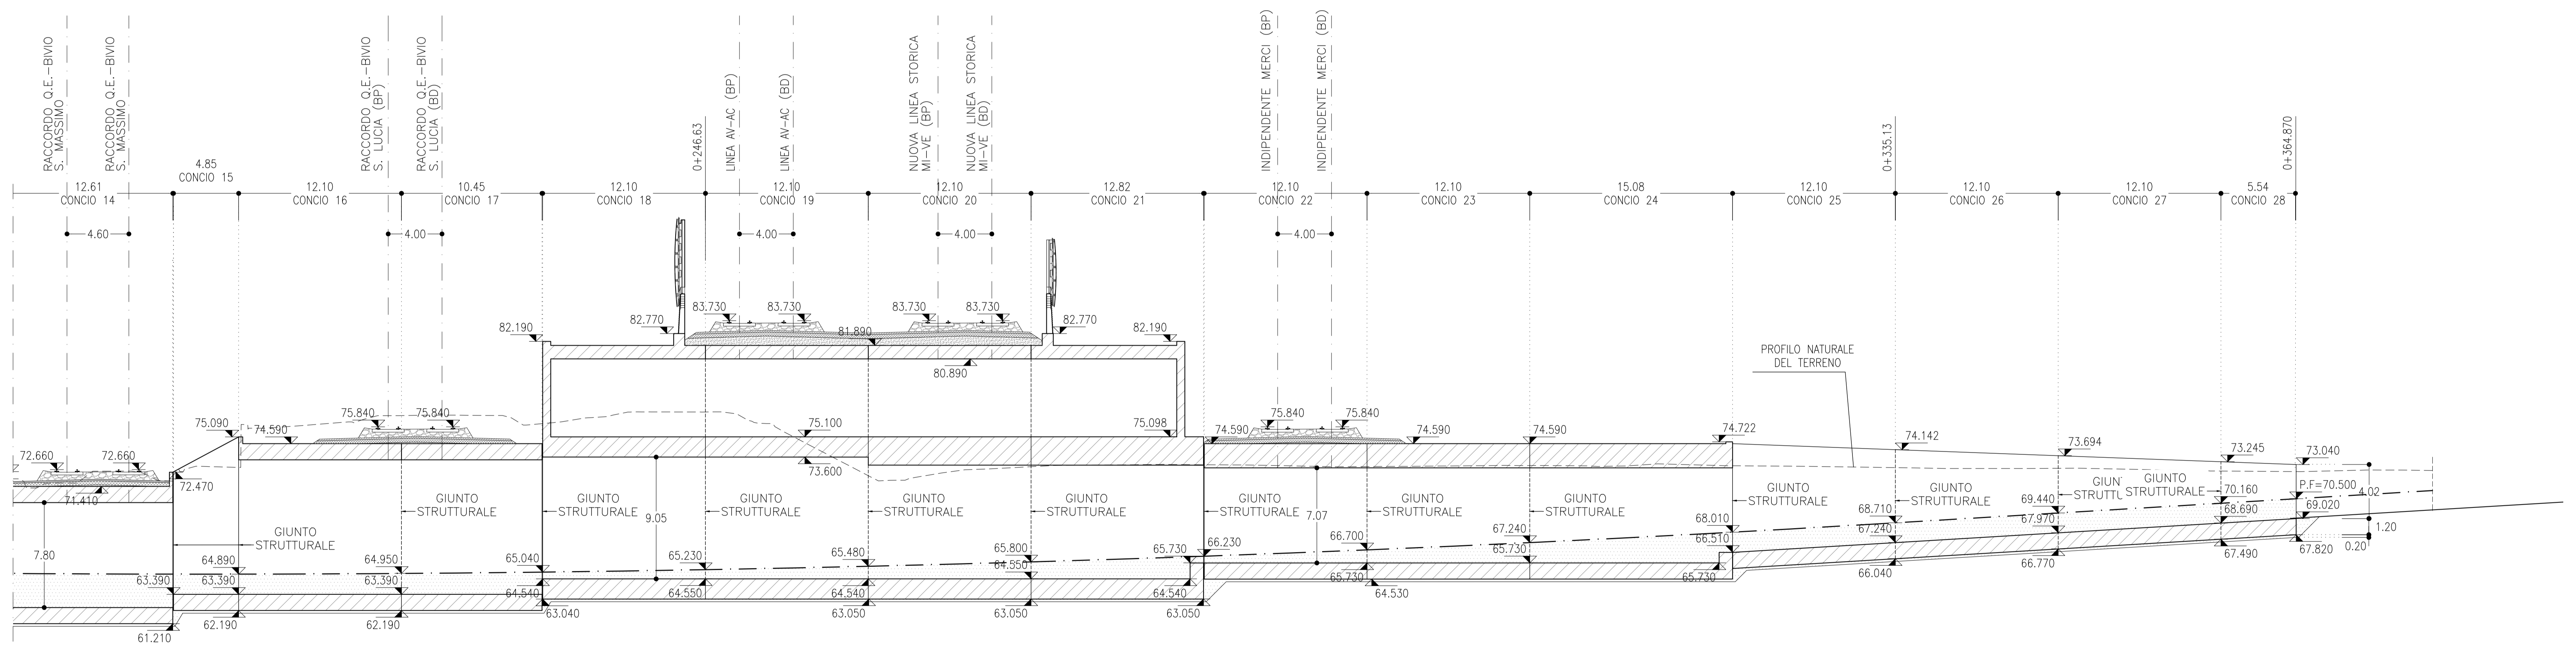 RACCORDO Q.E.-BIVIO
S. MASSIMO
RACCORDO Q.E.-BIVIO
S. MASSIMO
RACCORDO Q.E.-BIVIO
S. LUCIA (BP)
RACCORDO Q.E.-BIVIO
S. LUCIA (BD)
0+246.63
LINEA AV-AC (BP)
LINEA AV-AC (BD)
NUOVA LINEA STORICA
MI-VE (BP)
NUOVA LINEA STORICA
MI-VE (BD)
INDIPENDENTE MERCI (BP)
INDIPENDENTE MERCI (BD)
0+335.13
0+364.870
12.61
CONCIO 14
4.85
CONCIO 15
12.10
CONCIO 16
10.45
CONCIO 17
12.10
CONCIO 18
12.10
CONCIO 19
12.10
CONCIO 20
12.82
CONCIO 21
12.10
CONCIO 22
12.10
CONCIO 23
15.08
CONCIO 24
12.10
CONCIO 25
12.10
CONCIO 26
12.10
CONCIO 27
5.54
CONCIO 28
4.60
4.00
4.00
4.00
4.00
83.730
83.730
83.730
83.730
82.190
82.770
81.890
82.770
82.190
80.890
PROFILO NATURALE
DEL TERRENO
75.090
74.590
75.840
75.840
75.100
75.098
74.590
75.840
75.840
74.590
74.590
74.722
74.142
73.694
73.245
73.040
72.660
72.660
72.470
71.410
73.600
GIUNTO
STRUTTURALE
GIUNTO
STRUTTURALE
GIUNTO
STRUTTURALE
GIUNTO
STRUTTURALE
GIUNTO
STRUTTURALE
GIUNTO
STRUTTURALE
GIUNTO
STRUTTURALE
GIUNTO
STRUTTURALE
GIUNTO
STRUTTURALE
GIUNTO
STRUTTURALE
GIUNTO
STRUTTURALE
GIUNTO
STRUTTURALE
P.F=70.500
4.02
1.20
0.20
7.80
9.05
7.07
64.890
64.950
65.040
65.230
65.480
65.800
65.730
66.230
66.700
67.240
68.010
68.710
69.440
70.160
69.020
63.390
63.390
63.390
64.540
64.550
64.540
64.550
64.540
65.730
65.730
65.730
66.510
67.240
67.970
68.690
61.210
62.190
62.190
63.040
63.050
63.050
63.050
64.530
66.040
66.770
67.490
67.820